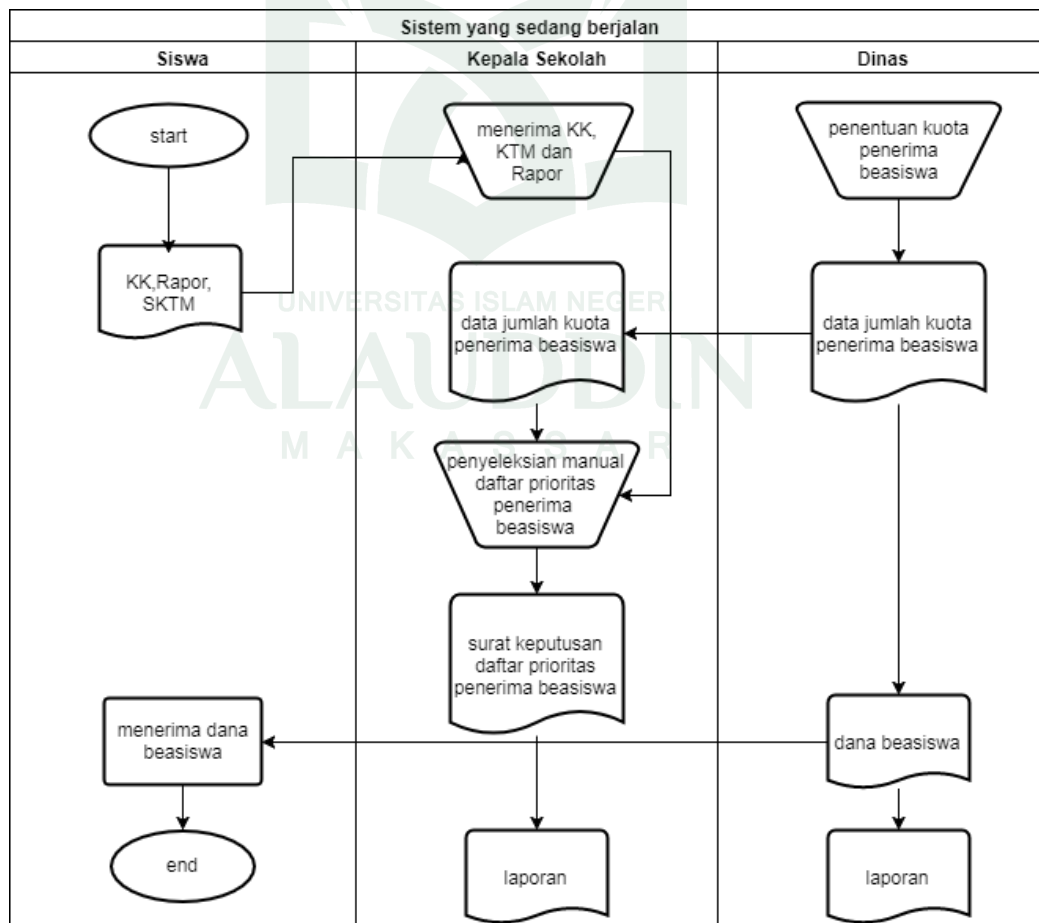 Sistem yang sedang berjalan
Siswa
Kepala Sekolah
Dinas
start
KK,Rapor,
SKTM
menerima dana
beasiswa
end
menerima KK,
KTM dan
Rapor
data jumlah kuota
penerima beasiswa
penyeleksian manual
daftar prioritas
penerima
beasiswa
surat keputusan
daftar prioritas
penerima beasiswa
laporan
penentuan kuota
penerima
beasiswa
data jumlah kuota
penerima beasiswa
dana beasiswa
laporan
UNIVERSITAS ISLAM NEGERI
ALAUDDIN
MAKASSAR